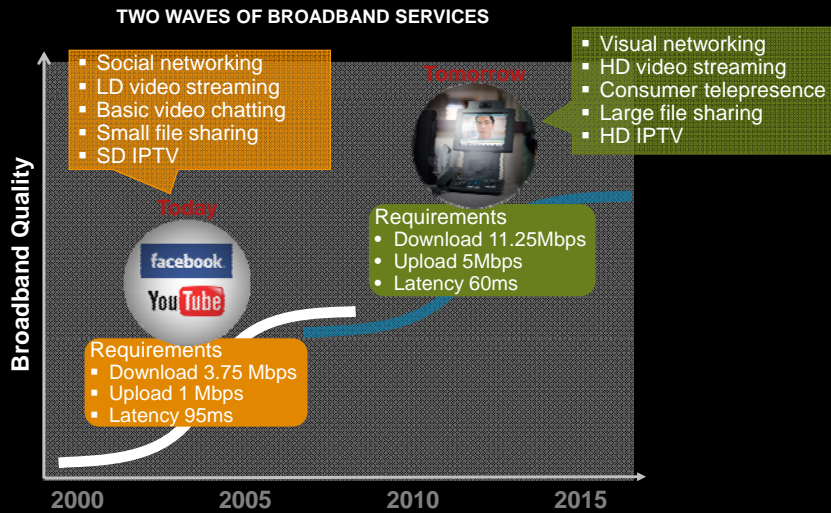 TWO WAVES OF BROADBAND SERVICES
Social networking
LD video streaming
Basic video chatting
Small file sharing
SD IPTV
Tomorrow
Visual networking
HD video streaming
Consumer telepresence
Large file sharing
HD IPTV
Today
facebook
YouTube
Requirements
Download 3.75 Mbps
Upload 1 Mbps
Latency 95ms
Requirements
Download 11.25Mbps
Upload 5Mbps
Latency 60ms
Broadband Quality
2000
2005
2010
2015